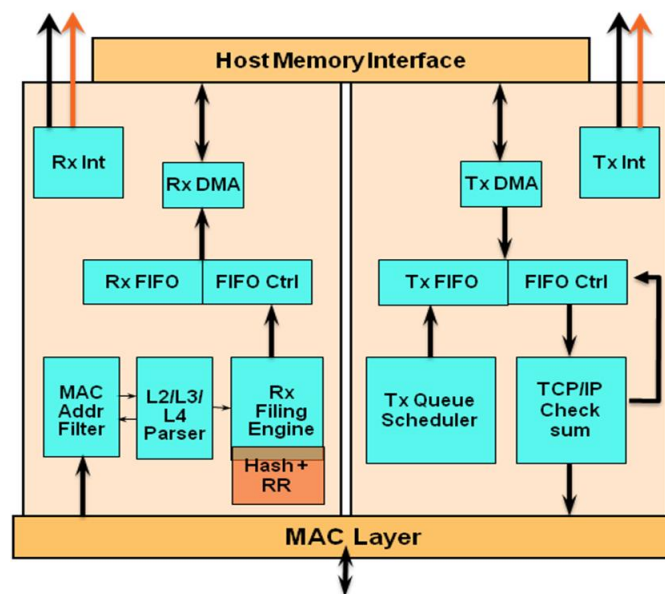 Host Memory Interface
Rx Int
Tx Int
Rx DMA
Tx DMA
Rx FIFO
FIFO Ctrl
Tx FIFO
FIFO Ctrl
MAC
Addr
Filter
L2/L3/
L4
Parser
Rx
Filing
Engine
Hash +
RR
Tx Queue
Scheduler
TCP/IP
Check
sum
MAC Layer